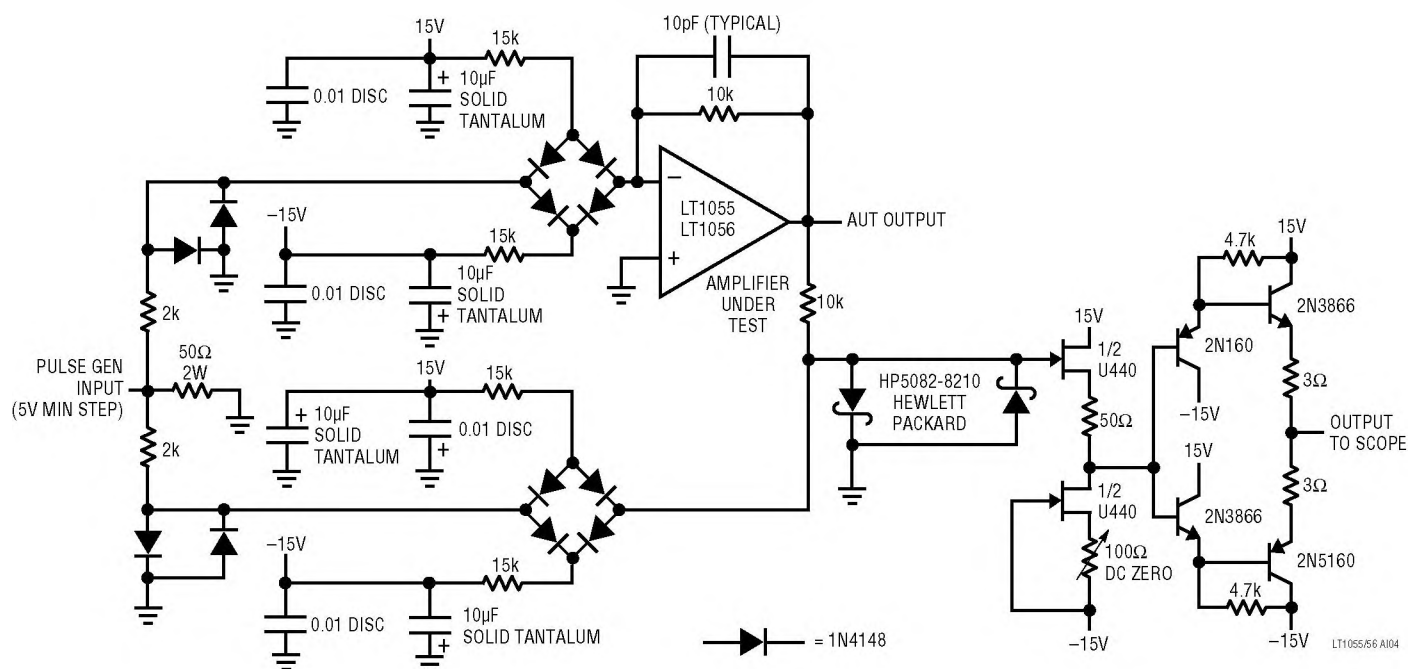 10pF (TYPICAL)
15V
15k
10k
0.01 DISC
+
10µF
SOLID
TANTALUM
–
LT1055
LT1056
+
AUT OUTPUT
AMPLIFIER
UNDER
TEST
–15V
15k
0.01 DISC
10µF
SOLID
TANTALUM
+
10k
2k
PULSE GEN
INPUT
(5V MIN STEP)
50Ω
2W
2k
15V
15k
+
10µF
SOLID
TANTALUM
0.01 DISC
+
–15V
15k
0.01 DISC
10µF
SOLID TANTALUM
+
HP5082-8210
HEWLETT
PACKARD
15V
1/2
U440
50Ω
1/2
U440
100Ω
DC ZERO
–15V
4.7k
15V
2N3866
2N160
–15V
3Ω
OUTPUT
TO SCOPE
3Ω
15V
2N3866
2N5160
4.7k
–15V
= 1N4148
LT1055/56 AI04